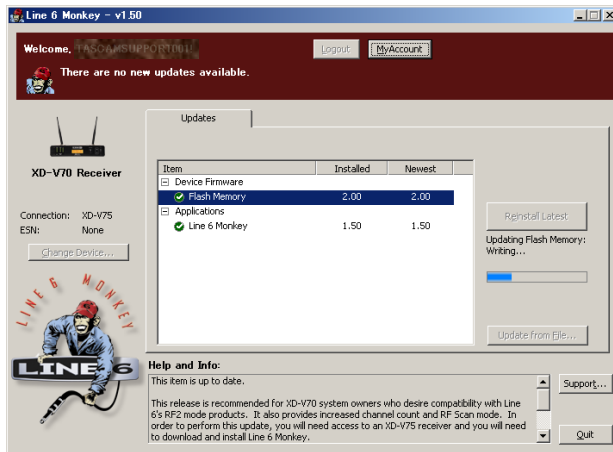 Line 6 Monkey - v1.50
Welcome,
Logout
MyAccount
There are no new updates available.
Updates
XD-V70 Receiver
Connection: XD-V75
ESN: None
Change Device...
Item Installed Newest
Device Firmware
Flash Memory 2.00 2.00
Applications
Line 6 Monkey 1.50 1.50
Reinstall Latest
Updating Flash Memory:
Writing...
Update from File...
LINE 6 MONKEY
LINE 6
Help and Info:
This item is up to date.
This release is recommended for XD-V70 system owners who desire compatibility with Line
6's RF2 mode products. It also provides increased channel count and RF Scan mode. In
order to perform this update, you will need access to an XD-V75 receiver and you will need
to download and install Line 6 Monkey.
Support...
Quit